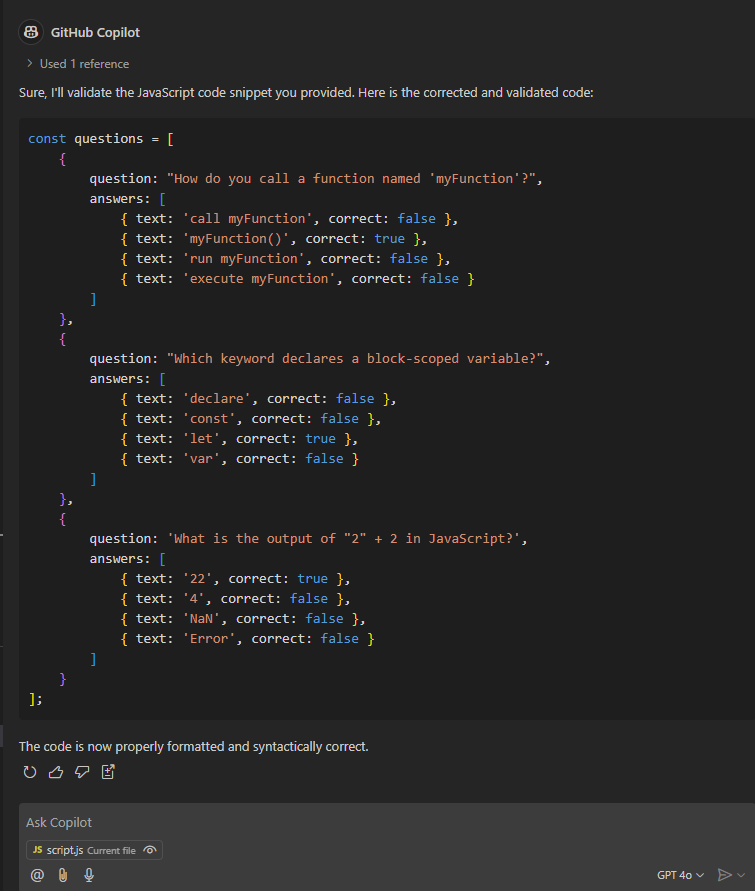 GitHub Copilot
Used 1 reference
Sure, I'll validate the JavaScript code snippet you provided. Here is the corrected and validated code:
const questions = [
    {
        question: "How do you call a function named 'myFunction'?",
        answers: [
            { text: 'call myFunction', correct: false },
            { text: 'myFunction()', correct: true },
            { text: 'run myFunction', correct: false },
            { text: 'execute myFunction', correct: false }
        ]
    },
    {
        question: "Which keyword declares a block-scoped variable?",
        answers: [
            { text: 'declare', correct: false },
            { text: 'const', correct: false },
            { text: 'let', correct: true },
            { text: 'var', correct: false }
        ]
    },
    {
        question: 'What is the output of "2" + 2 in JavaScript?',
        answers: [
            { text: '22', correct: true },
            { text: '4', correct: false },
            { text: 'NaN', correct: false },
            { text: 'Error', correct: false }
        ]
    }
];
The code is now properly formatted and syntactically correct.
Ask Copilot
JS script.js Current file
@ GPT 4o